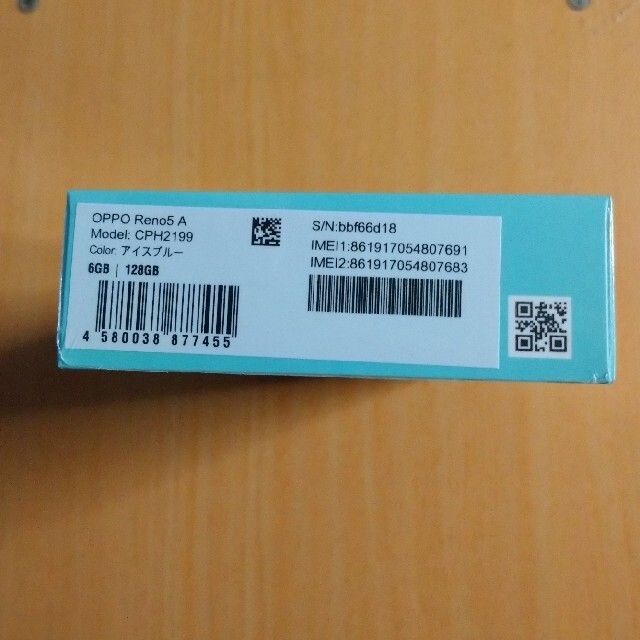 OPPO Reno5 A
Model: CPH2199
Color: アイスブルー
6GB | 128GB
4 580038 877455
S/N:bbf66d18
IMEI1:861917054807691
IMEI2:861917054807683